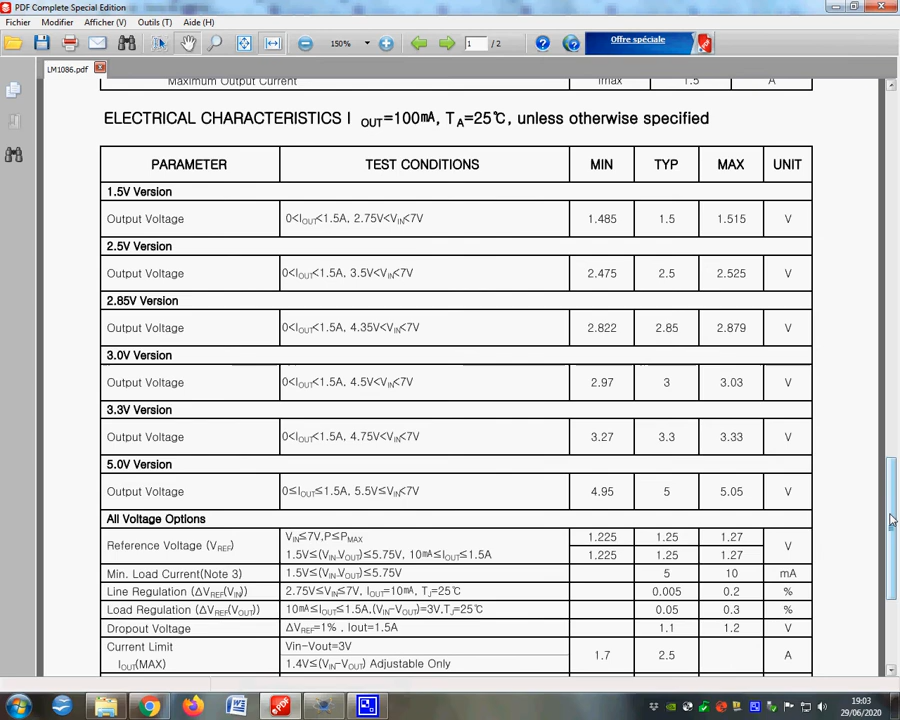 PDF Complete Special Edition
Fichier Modifier Afficher (V) Outils (T) Aide (H)
150% 1 / 2 Offre spéciale
LM1086.pdf
Maximum Output Current Imax 1.5 A
ELECTRICAL CHARACTERISTICS I OUT=100mA, TA=25℃, unless otherwise specified
PARAMETER TEST CONDITIONS MIN TYP MAX UNIT
1.5V Version
Output Voltage 0<IOUT<1.5A, 2.75V<VIN<7V 1.485 1.5 1.515 V
2.5V Version
Output Voltage 0<IOUT<1.5A, 3.5V<VIN<7V 2.475 2.5 2.525 V
2.85V Version
Output Voltage 0<IOUT<1.5A, 4.35V<VIN<7V 2.822 2.85 2.879 V
3.0V Version
Output Voltage 0<IOUT<1.5A, 4.5V<VIN<7V 2.97 3 3.03 V
3.3V Version
Output Voltage 0<IOUT<1.5A, 4.75V<VIN<7V 3.27 3.3 3.33 V
5.0V Version
Output Voltage 0≤IOUT≤1.5A, 5.5V≤VIN<7V 4.95 5 5.05 V
All Voltage Options
Reference Voltage (VREF) VIN≤7V,P≤PMAX 1.225 1.25 1.27 V
1.5V≤(VIN-VOUT)≤5.75V, 10mA≤IOUT≤1.5A 1.225 1.25 1.27
Min. Load Current(Note 3) 1.5V≤(VIN-VOUT)≤5.75V 5 10 mA
Line Regulation (ΔVREF(VIN)) 2.75V≤VIN≤7V, IOUT=10mA, TJ=25℃ 0.005 0.2 %
Load Regulation (ΔVREF(VOUT)) 10mA≤IOUT≤1.5A,(VIN-VOUT)=3V,TJ=25℃ 0.05 0.3 %
Dropout Voltage ΔVREF=1% , Iout=1.5A 1.1 1.2 V
Current Limit Vin-Vout=3V 1.7 2.5 A
IOUT(MAX) 1.4V≤(VIN-VOUT) Adjustable Only
19:03
29/06/2020